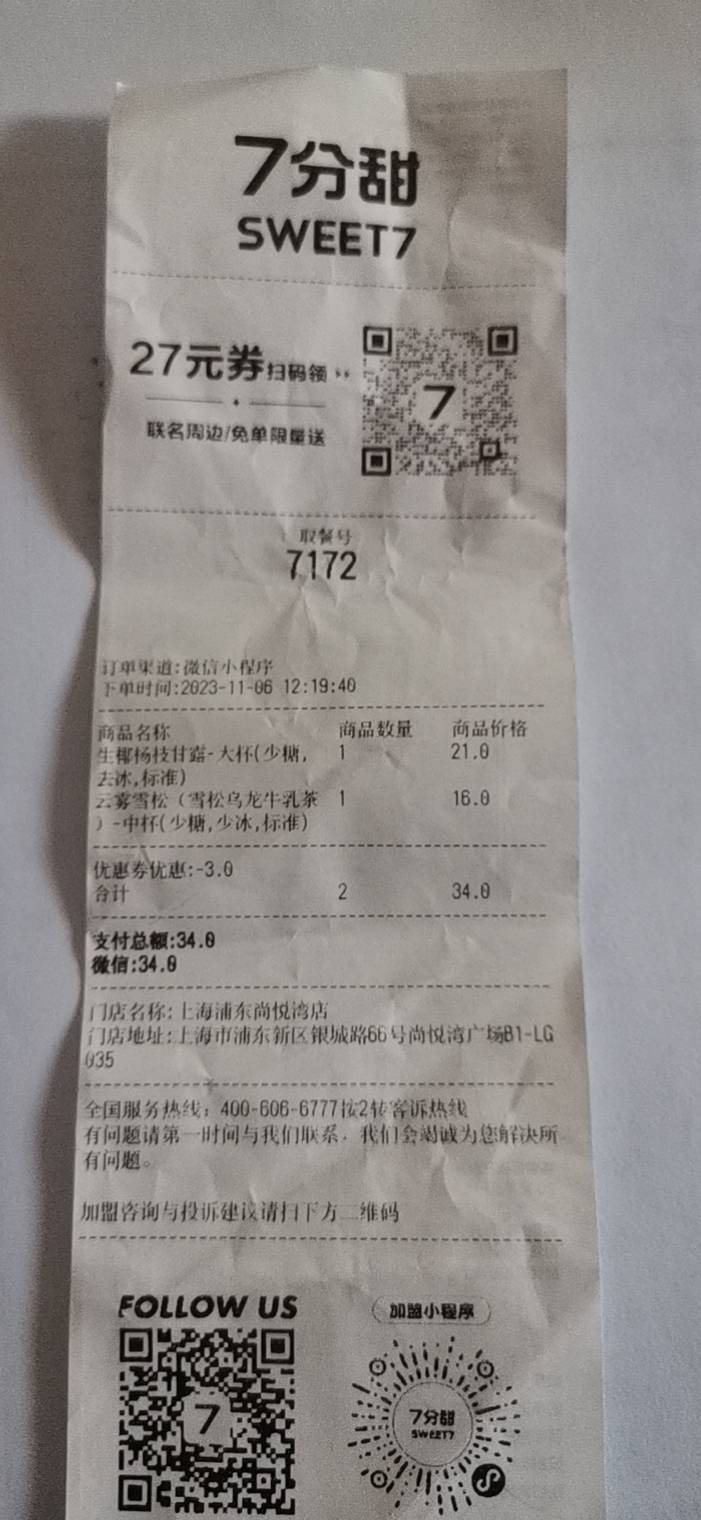 7分甜
SWEET7
27元券扫码领
联名周边/免单限量送
7
取餐号
7172
订单渠道:微信小程序
下单时间:2023-11-06 12:19:40
商品名称 商品数量 商品价格
生椰杨枝甘露-大杯(少糖, 1 21.0
去冰,标准)
云雾雪松（雪松乌龙牛乳茶 1 16.0
）-中杯(少糖,少冰,标准)
优惠券优惠:-3.0
合计 2 34.0
支付总额:34.0
微信:34.0
门店名称:上海浦东尚悦湾店
门店地址:上海市浦东新区银城路66号尚悦湾广场B1-LG
035
全国服务热线：400-606-6777按2转客诉热线
有问题请第一时间与我们联系，我们会竭诚为您解决所
有问题。
加盟咨询与投诉建议请扫下方二维码
FOLLOW US
加盟小程序
7
7分甜
SWEET7